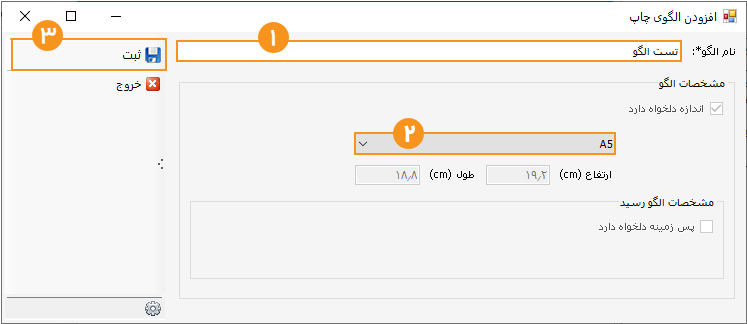 افزودن الگوی چاپ
نام الگو*:
تست الگو
۱
مشخصات الگو
اندازه دلخواه دارد
A5
۲
ارتفاع (cm)
۱۹٫۲
طول (cm)
۱۸٫۸
مشخصات الگو رسید
پس زمینه دلخواه دارد
۳
ثبت
خروج